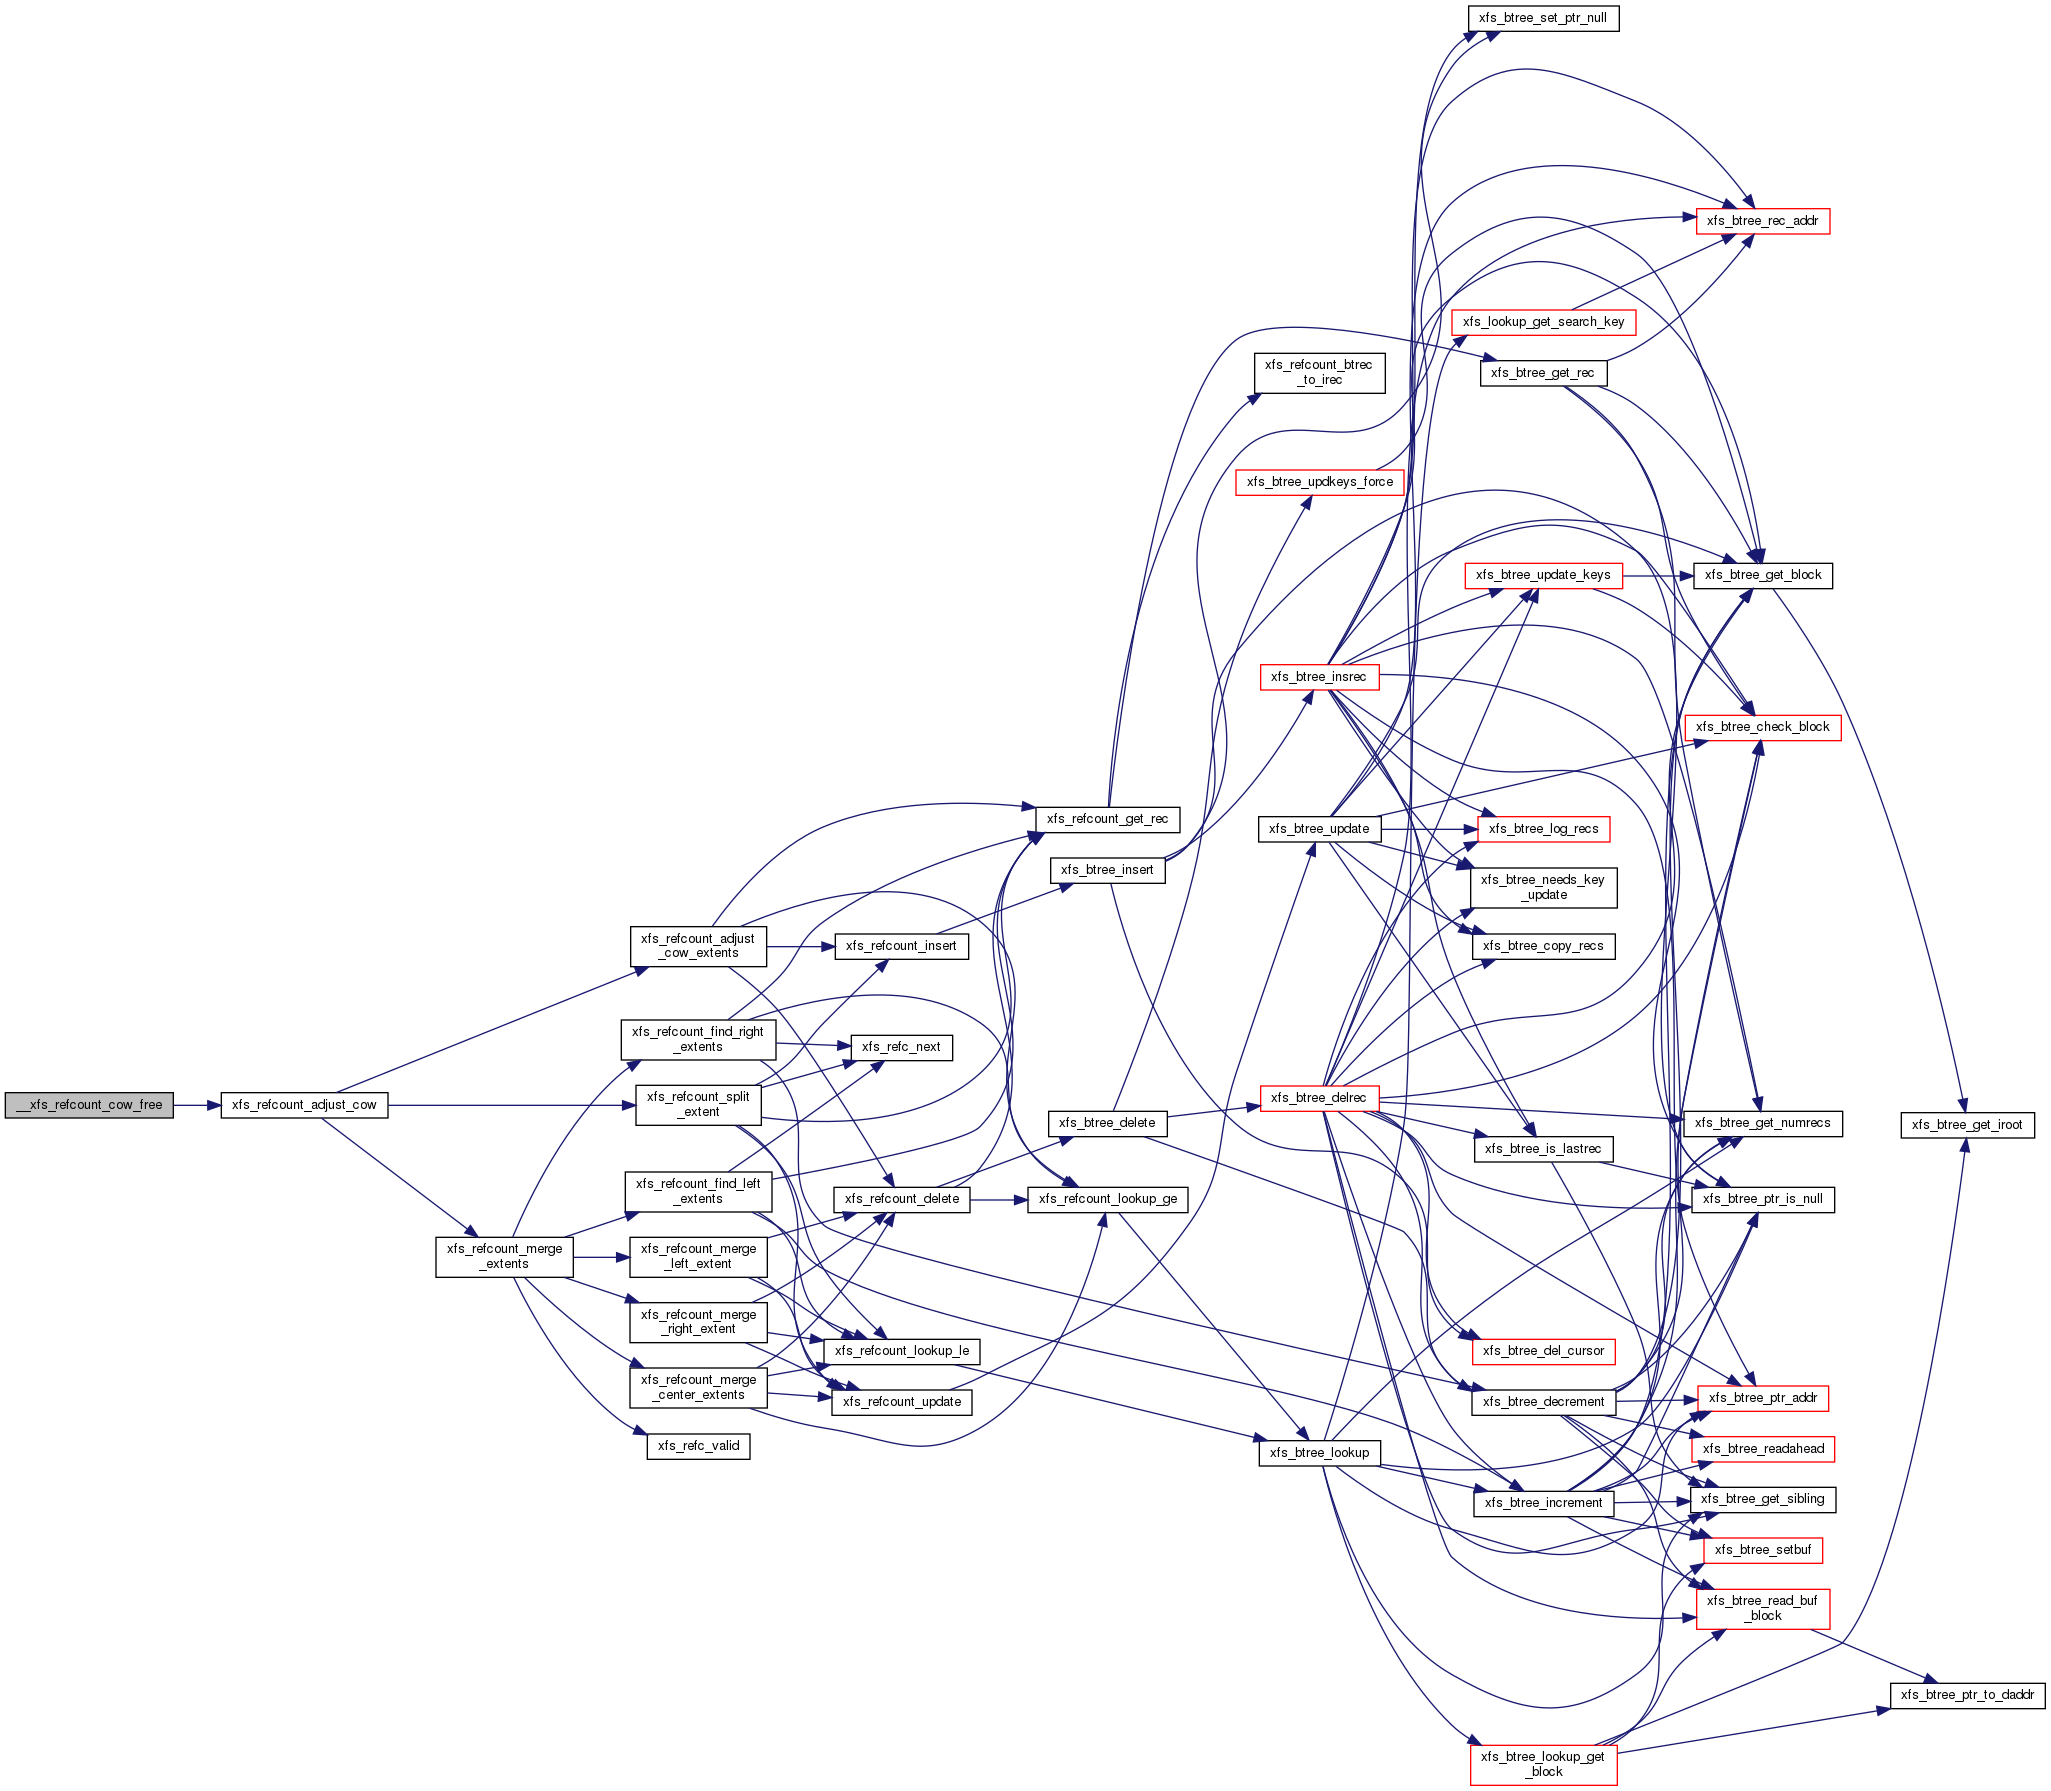 __xfs_refcount_cow_free
xfs_refcount_adjust_cow
xfs_refcount_merge
_extents
xfs_refcount_adjust
_cow_extents
xfs_refcount_find_right
_extents
xfs_refcount_split
_extent
xfs_refcount_find_left
_extents
xfs_refcount_merge
_left_extent
xfs_refcount_merge
_right_extent
xfs_refcount_merge
_center_extents
xfs_refc_valid
xfs_refcount_insert
xfs_refc_next
xfs_refcount_delete
xfs_refcount_lookup_le
xfs_refcount_update
xfs_refcount_get_rec
xfs_btree_insert
xfs_btree_delete
xfs_refcount_lookup_ge
xfs_refcount_btrec
_to_irec
xfs_btree_updkeys_force
xfs_btree_insrec
xfs_btree_update
xfs_btree_delrec
xfs_btree_lookup
xfs_btree_set_ptr_null
xfs_lookup_get_search_key
xfs_btree_get_rec
xfs_btree_update_keys
xfs_btree_log_recs
xfs_btree_needs_key
_update
xfs_btree_copy_recs
xfs_btree_is_lastrec
xfs_btree_del_cursor
xfs_btree_decrement
xfs_btree_increment
xfs_btree_lookup_get
_block
xfs_btree_rec_addr
xfs_btree_get_block
xfs_btree_check_block
xfs_btree_get_numrecs
xfs_btree_ptr_is_null
xfs_btree_ptr_addr
xfs_btree_readahead
xfs_btree_get_sibling
xfs_btree_setbuf
xfs_btree_read_buf
_block
xfs_btree_get_iroot
xfs_btree_ptr_to_daddr